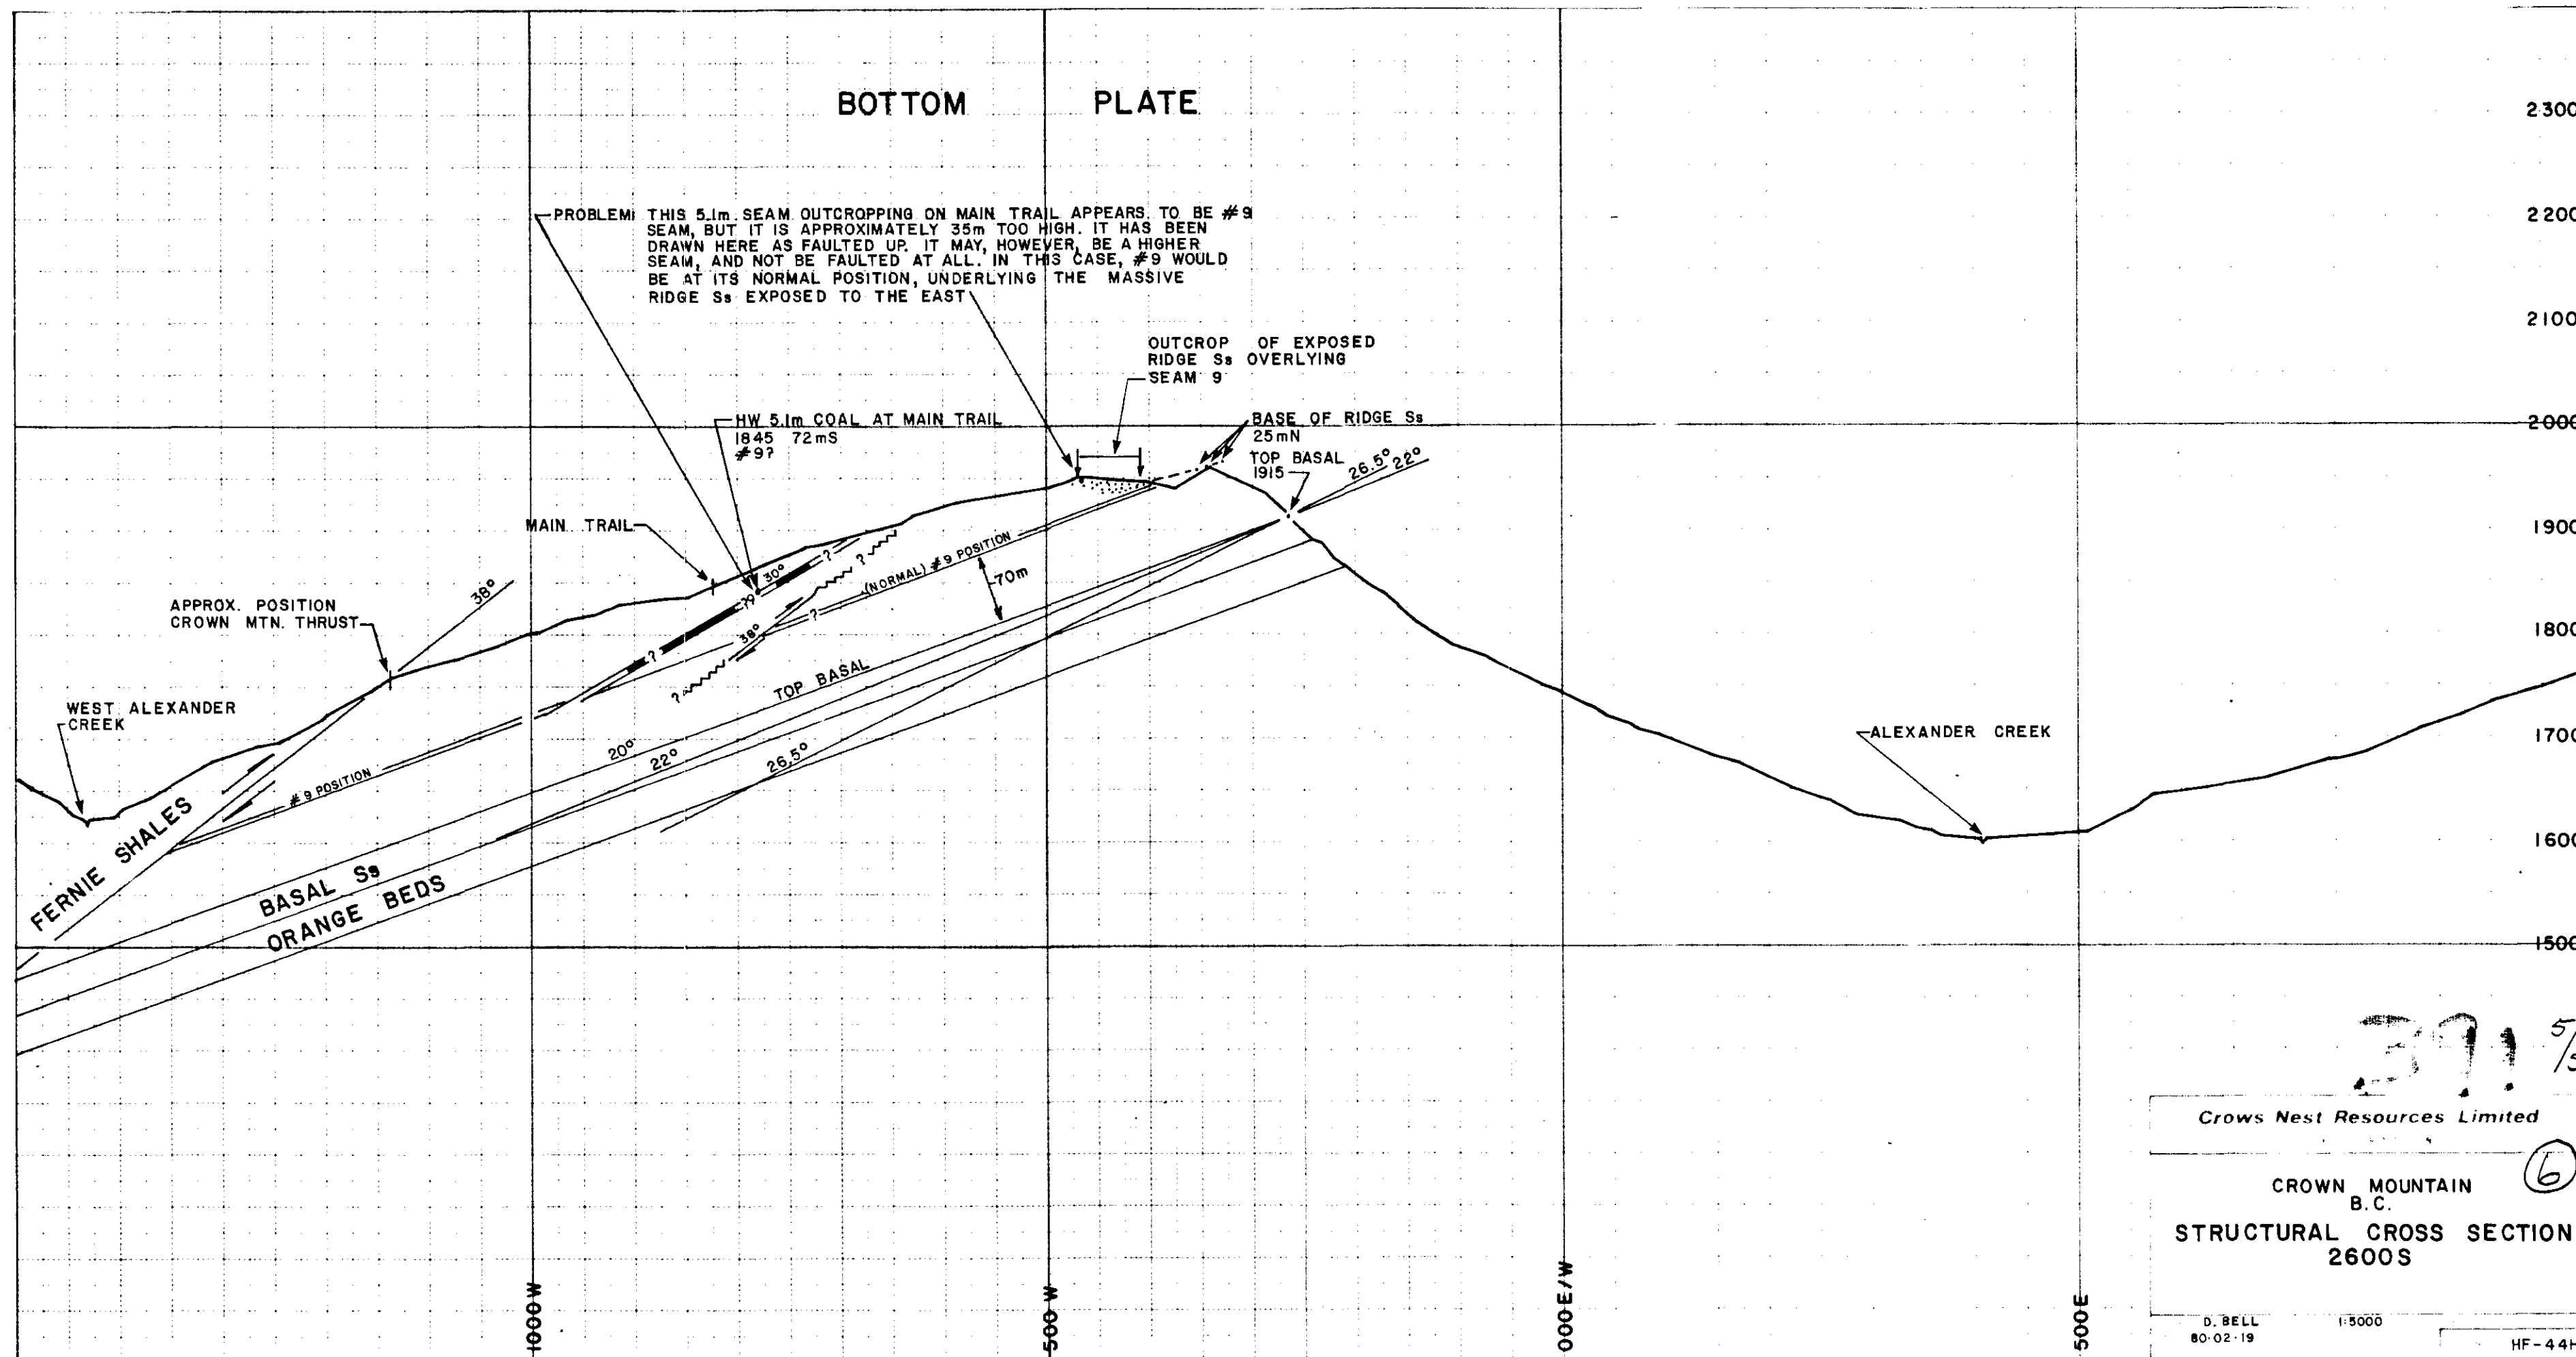 BOTTOM PLATE
2300
2200
2100
2000
1900
1800
1700
1600
1500
PROBLEM: THIS 5.1m SEAM OUTCROPPING ON MAIN TRAIL APPEARS TO BE #9
SEAM, BUT IT IS APPROXIMATELY 35m TOO HIGH. IT HAS BEEN
DRAWN HERE AS FAULTED UP. IT MAY, HOWEVER, BE A HIGHER
SEAM, AND NOT BE FAULTED AT ALL. IN THIS CASE, #9 WOULD
BE AT ITS NORMAL POSITION, UNDERLYING THE MASSIVE
RIDGE Ss EXPOSED TO THE EAST
OUTCROP OF EXPOSED
RIDGE Ss OVERLYING
SEAM 9
HW 5.1m COAL AT MAIN TRAIL
1845 72mS
#9?
BASE OF RIDGE Ss
25mN
TOP BASAL
1915
26.5°
22°
MAIN TRAIL
30°
?
?
?
?9
(NORMAL) #9 POSITION
70m
38°
APPROX. POSITION
CROWN MTN. THRUST
38°
?
?
?
TOP BASAL
WEST ALEXANDER
CREEK
ALEXANDER CREEK
20°
22°
26.5°
#9 POSITION
FERNIE SHALES
BASAL Ss
ORANGE BEDS
391
5/5
Crows Nest Resources Limited
6
CROWN MOUNTAIN
B.C.
STRUCTURAL CROSS SECTION
2600S
D. BELL 1:5000
80·02·19
HF-44H
1000W
500W
000E/W
500E